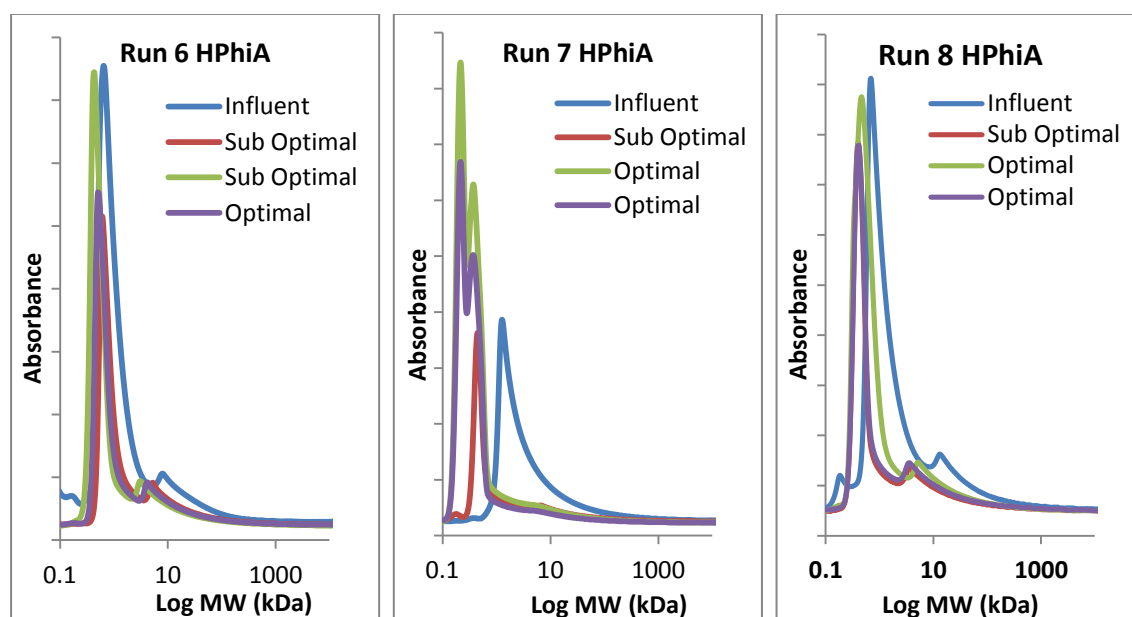 Run 6 HPhiA
Influent
Sub Optimal
Sub Optimal
Optimal
Absorbance
0.1 10 1000
Log MW (kDa)
Run 7 HPhiA
Influent
Sub Optimal
Optimal
Optimal
Absorbance
0.1 10 1000
Log MW (kDa)
Run 8 HPhiA
Influent
Sub Optimal
Optimal
Optimal
Absorbance
0.1 10 1000
Log MW (kDa)